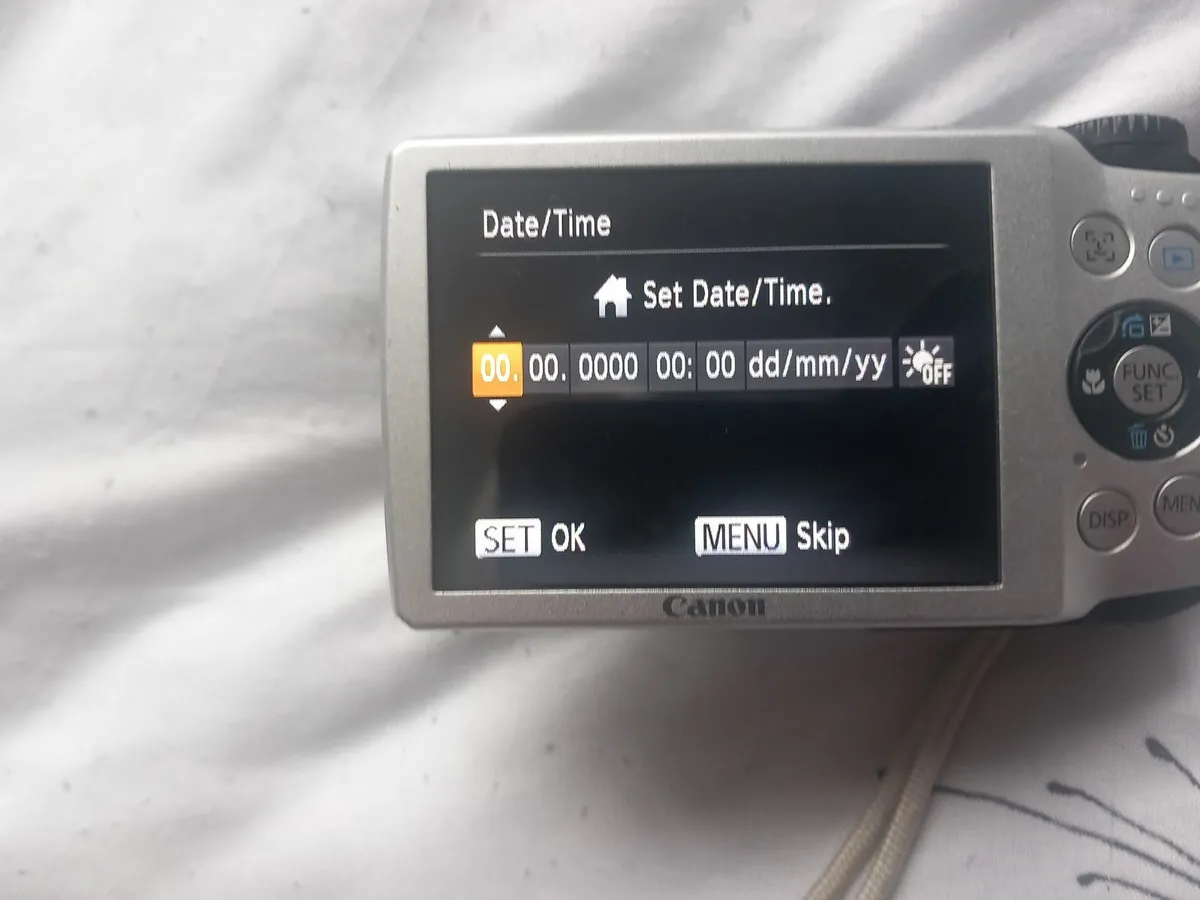 Date/Time
Set Date/Time.
00. 00. 0000 00: 00 dd/mm/yy OFF
SET OK MENU Skip
Canon
FUNC.
SET
DISP
MEN